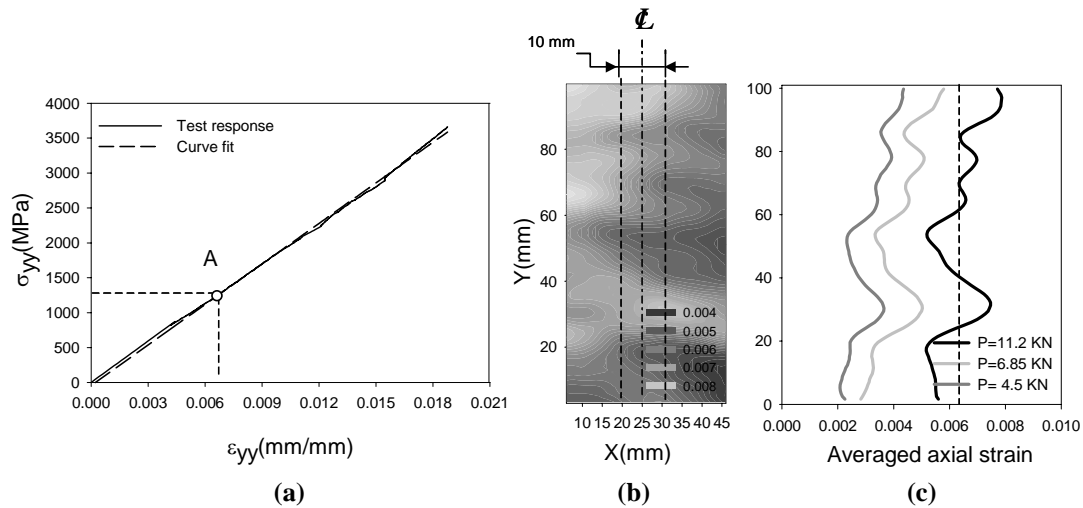 4000
3500
3000
2500
2000
1500
1000
500
0
σyy(MPa)
Test response
Curve fit
A
0.000 0.003 0.006 0.009 0.012 0.015 0.018 0.021
εyy(mm/mm)
(a)
℄
10 mm
80
60
40
20
Y(mm)
0.004
0.005
0.006
0.007
0.008
10 15 20 25 30 35 40 45
X(mm)
(b)
100
80
60
40
20
0
P=11.2 KN
P=6.85 KN
P= 4.5 KN
0.000 0.002 0.004 0.006 0.008 0.010
Averaged axial strain
(c)